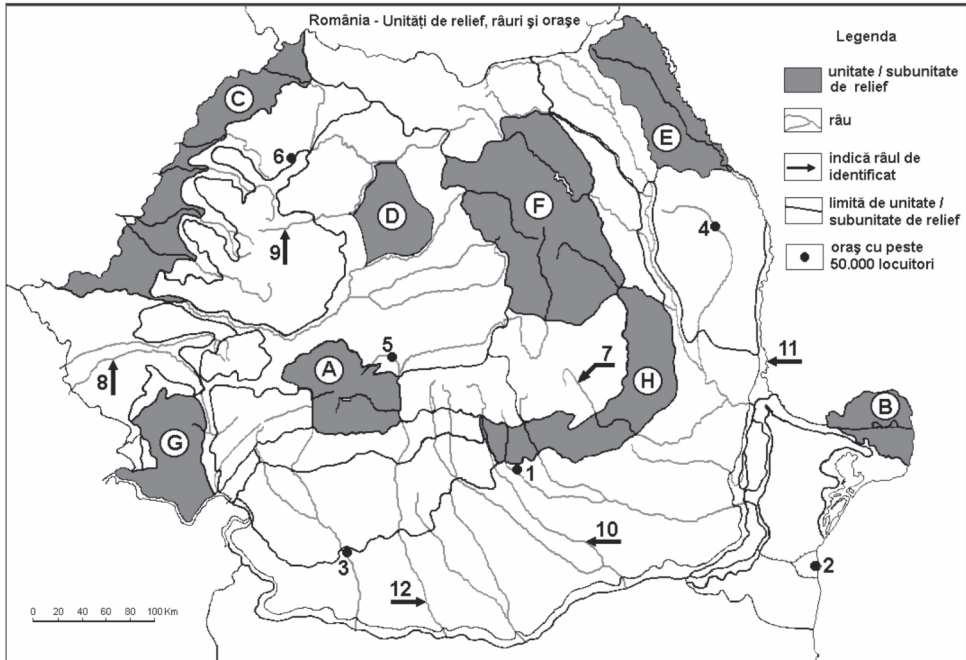 România - Unități de relief, râuri și orașe
Legenda
unitate / subunitate
de relief
râu
indică râul de
identificat
limită de unitate /
subunitate de relief
oraș cu peste
50.000 locuitori
C
E
6
D
F
4
9
5
7
11
A
H
B
8
G
1
10
3
2
12
0 20 40 60 80 100 Km